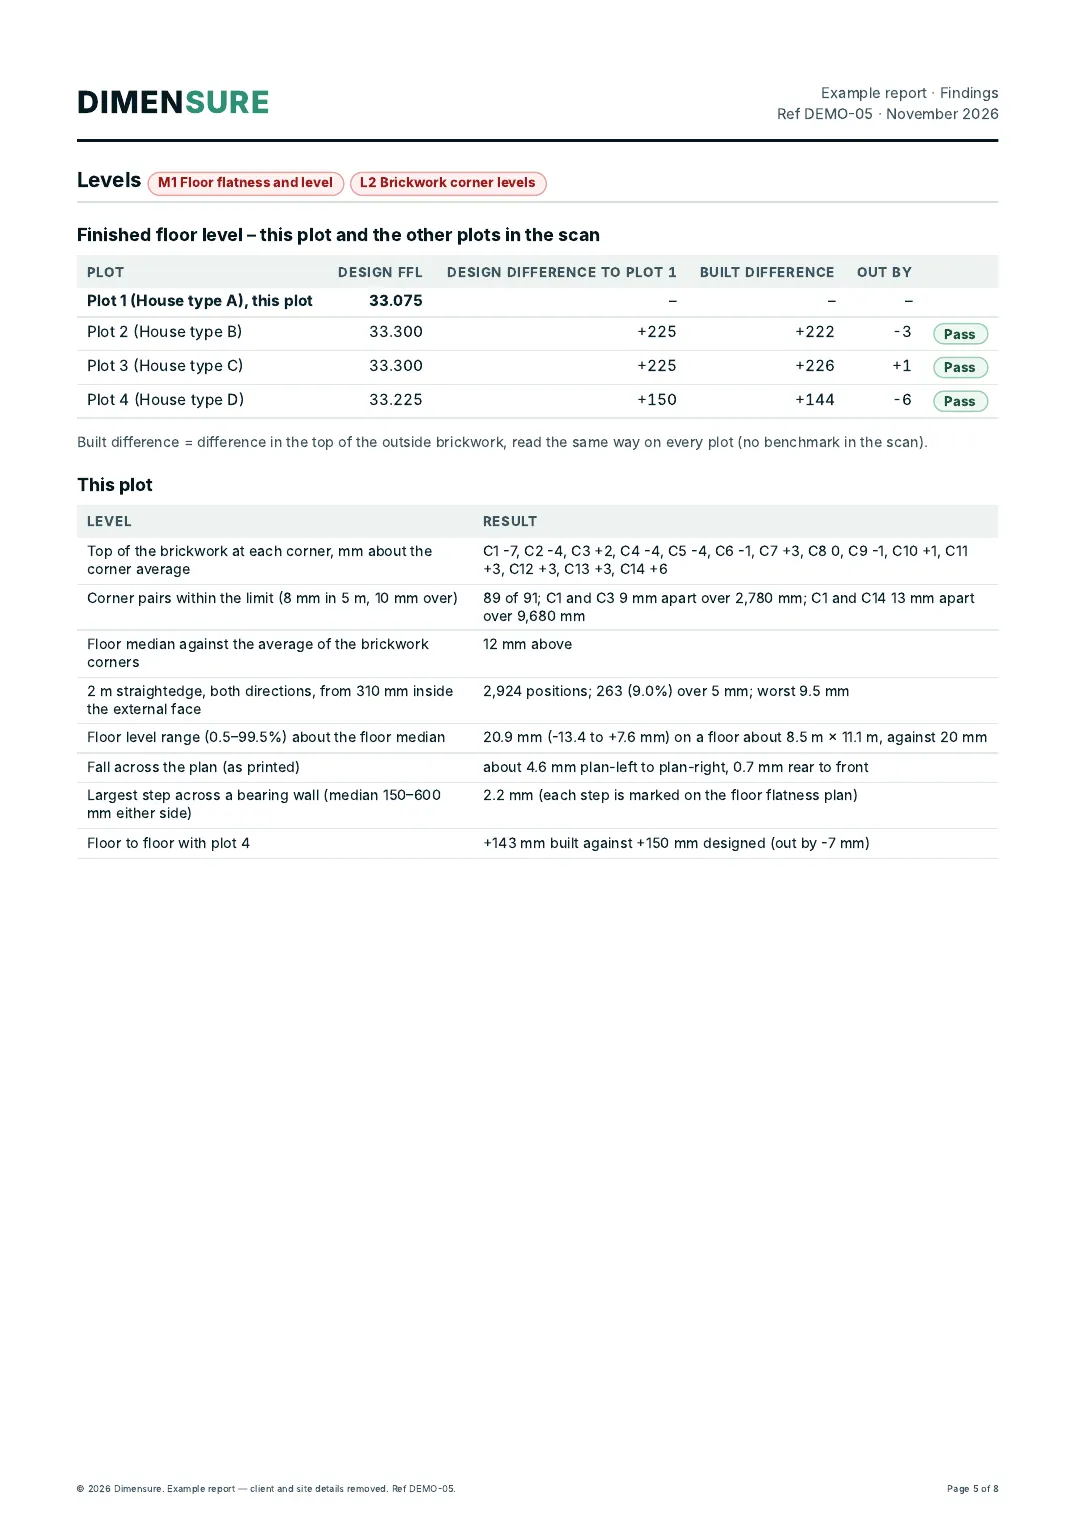 DIMENSURE
Example report · Findings
Ref DEMO-05 · November 2026
Levels M1 Floor flatness and level L2 Brickwork corner levels
Finished floor level – this plot and the other plots in the scan
PLOT DESIGN FFL DESIGN DIFFERENCE TO PLOT 1 BUILT DIFFERENCE OUT BY
Plot 1 (House type A), this plot 33.075 – – –
Plot 2 (House type B) 33.300 +225 +222 -3 Pass
Plot 3 (House type C) 33.300 +225 +226 +1 Pass
Plot 4 (House type D) 33.225 +150 +144 -6 Pass
Built difference = difference in the top of the outside brickwork, read the same way on every plot (no benchmark in the scan).
This plot
LEVEL RESULT
Top of the brickwork at each corner, mm about the
corner average
C1 -7, C2 -4, C3 +2, C4 -4, C5 -4, C6 -1, C7 +3, C8 0, C9 -1, C10 +1, C11
+3, C12 +3, C13 +3, C14 +6
Corner pairs within the limit (8 mm in 5 m, 10 mm over)
89 of 91; C1 and C3 9 mm apart over 2,780 mm; C1 and C14 13 mm apart
over 9,680 mm
Floor median against the average of the brickwork
corners
12 mm above
2 m straightedge, both directions, from 310 mm inside
the external face
2,924 positions; 263 (9.0%) over 5 mm; worst 9.5 mm
Floor level range (0.5–99.5%) about the floor median
20.9 mm (-13.4 to +7.6 mm) on a floor about 8.5 m × 11.1 m, against 20 mm
Fall across the plan (as printed)
about 4.6 mm plan-left to plan-right, 0.7 mm rear to front
Largest step across a bearing wall (median 150–600
mm either side)
2.2 mm (each step is marked on the floor flatness plan)
Floor to floor with plot 4
+143 mm built against +150 mm designed (out by -7 mm)
© 2026 Dimensure. Example report — client and site details removed. Ref DEMO-05.
Page 5 of 8